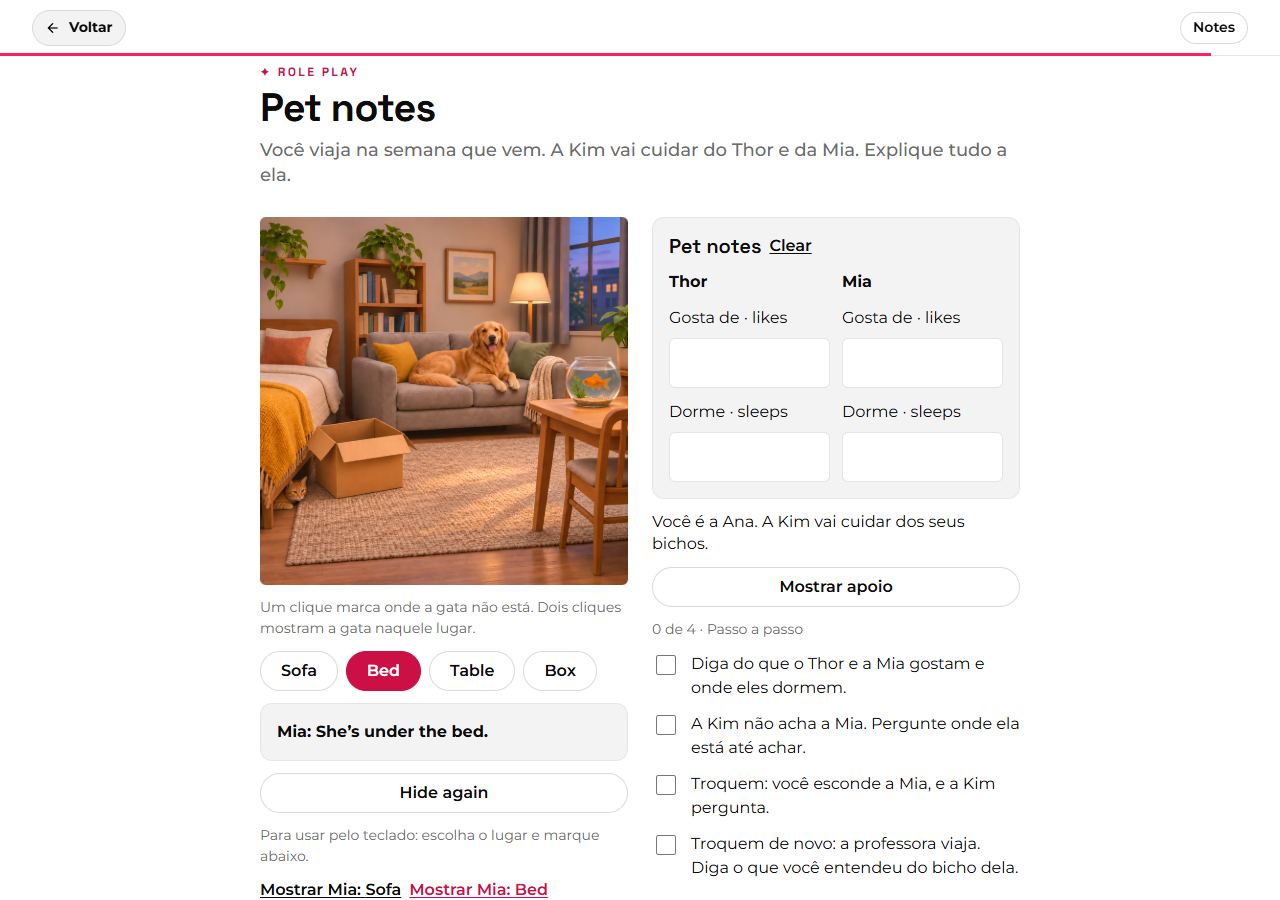 ← Voltar
Notes
✦ ROLE PLAY
Pet notes
Você viaja na semana que vem. A Kim vai cuidar do Thor e da Mia. Explique tudo a
ela.
Um clique marca onde a gata não está. Dois cliques
mostram a gata naquele lugar.
Sofa Bed Table Box
Mia: She’s under the bed.
Hide again
Para usar pelo teclado: escolha o lugar e marque
abaixo.
Mostrar Mia: Sofa Mostrar Mia: Bed
Pet notes Clear
Thor Mia
Gosta de · likes Gosta de · likes
Dorme · sleeps Dorme · sleeps
Você é a Ana. A Kim vai cuidar dos seus
bichos.
Mostrar apoio
0 de 4 · Passo a passo
Diga do que o Thor e a Mia gostam e
onde eles dormem.
A Kim não acha a Mia. Pergunte onde ela
está até achar.
Troquem: você esconde a Mia, e a Kim
pergunta.
Troquem de novo: a professora viaja.
Diga o que você entendeu do bicho dela.